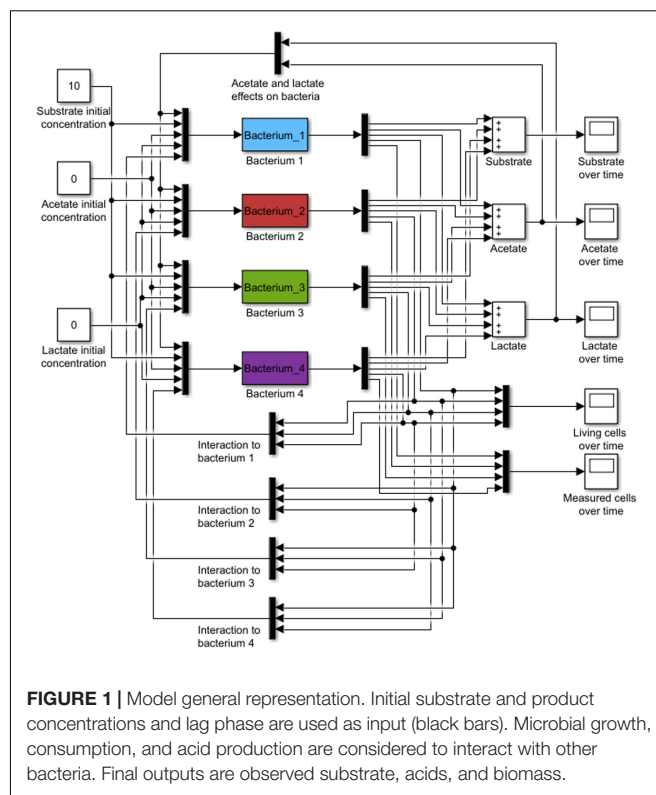 Acetate and lactate
effects on bacteria
10
Substrate initial
concentration
0
Acetate initial
concentration
0
Lactate initial
concentration
Bacterium_1
Bacterium 1
Bacterium_2
Bacterium 2
Bacterium_3
Bacterium 3
Bacterium_4
Bacterium 4
+
+
+
+
Substrate
+
+
+
+
Acetate
+
+
+
+
Lactate
Substrate
over time
Acetate
over time
Lactate
over time
Living cells
over time
Measured cells
over time
Interaction to
bacterium 1
Interaction to
bacterium 2
Interaction to
bacterium 3
Interaction to
bacterium 4
FIGURE 1 | Model general representation. Initial substrate and product
concentrations and lag phase are used as input (black bars). Microbial growth,
consumption, and acid production are considered to interact with other
bacteria. Final outputs are observed substrate, acids, and biomass.